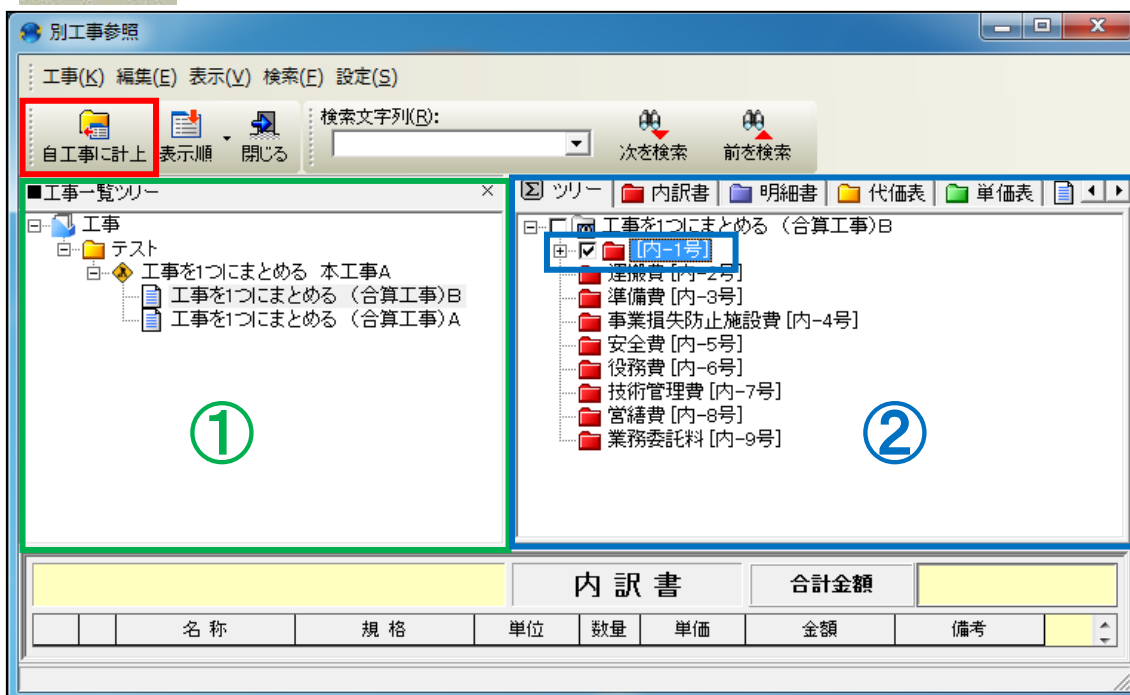 別工事参照
工事(K) 編集(E) 表示(V) 検索(F) 設定(S)
自工事に計上 表示順 閉じる 検索文字列(R): 次を検索 前を検索
■工事一覧ツリー ×
工事
テスト
工事を1つにまとめる 本工事A
工事を1つにまとめる (合算工事)B
工事を1つにまとめる (合算工事)A
①
Σ ツリー 内訳書 明細書 代価表 単価表
工事を1つにまとめる (合算工事)B
[内-1号]
運搬費 [内-2号]
準備費 [内-3号]
事業損失防止施設費 [内-4号]
安全費 [内-5号]
役務費 [内-6号]
技術管理費 [内-7号]
営繕費 [内-8号]
業務委託料 [内-9号]
②
内訳書 合計金額
名称 規格 単位 数量 単価 金額 備考